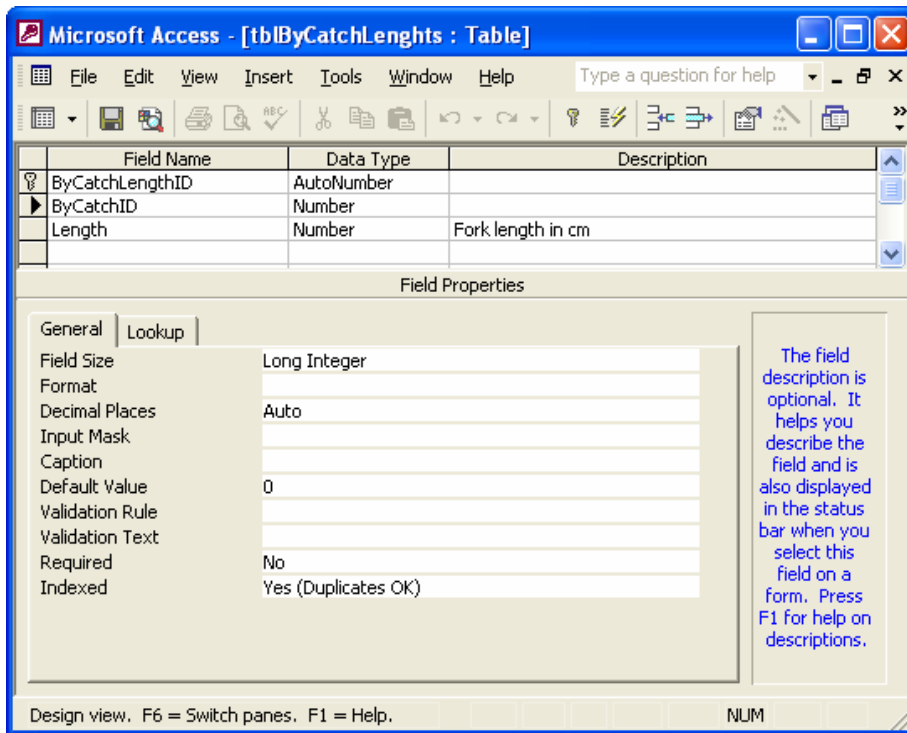 Microsoft Access - [tblByCatchLenghts : Table]
File Edit View Insert Tools Window Help Type a question for help
ABC
Field Name Data Type Description
ByCatchLengthID AutoNumber
ByCatchID Number
Length Number Fork length in cm
Field Properties
General Lookup
Field Size Long Integer
Format
Decimal Places Auto
Input Mask
Caption
Default Value 0
Validation Rule
Validation Text
Required No
Indexed Yes (Duplicates OK)
The field
description is
optional. It
helps you
describe the
field and is
also displayed
in the status
bar when you
select this
field on a
form. Press
F1 for help on
descriptions.
Design view. F6 = Switch panes. F1 = Help. NUM